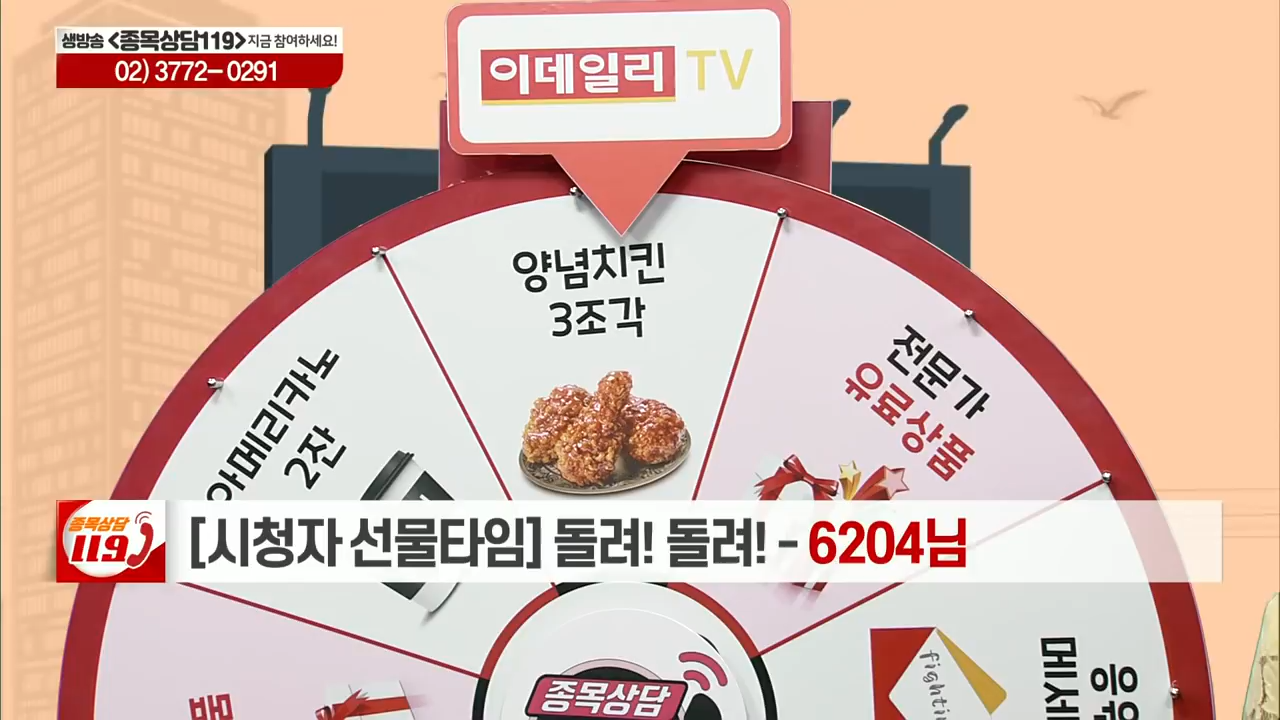 생방송 <종목상담119> 지금 참여하세요!
02) 3772-0291
이데일리 TV
양념치킨
3조각
아메리카노
2잔
전문가
유료상품
종목상담
119
[시청자 선물타임] 돌려! 돌려! - 6204님
종목상담